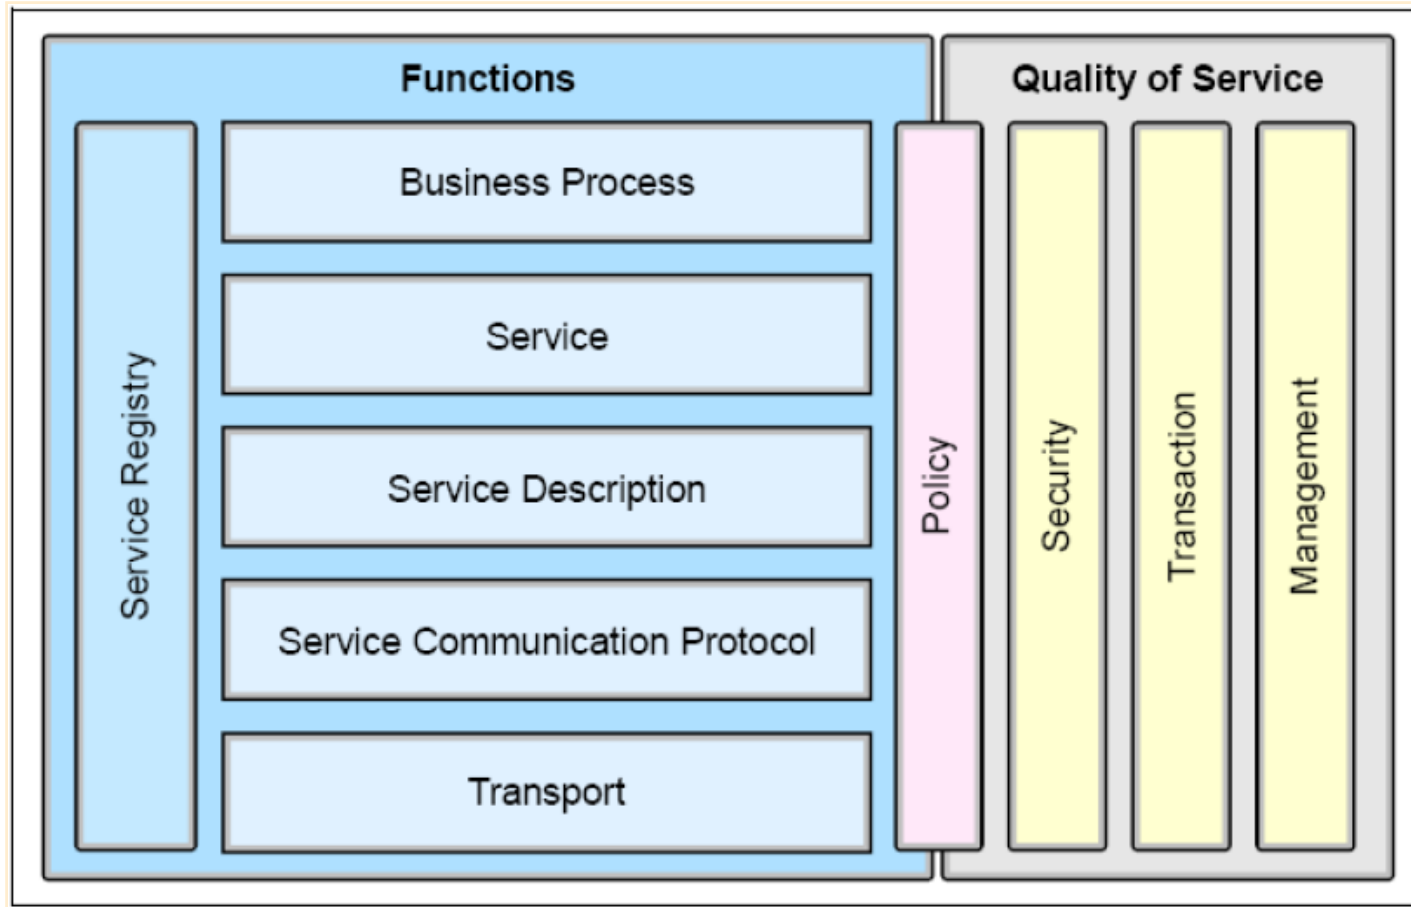 Functions
Quality of Service
Service Registry
Business Process
Service
Service Description
Service Communication Protocol
Transport
Policy
Security
Transaction
Management